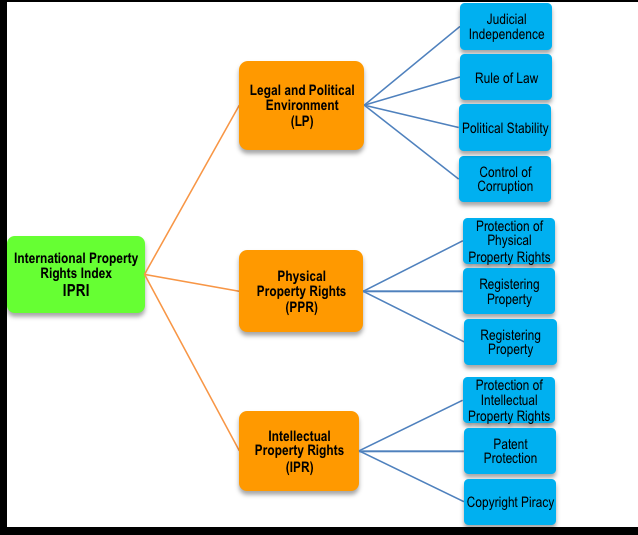 International Property
Rights Index
IPRI
Legal and Political
Environment
(LP)
Judicial
Independence
Rule of Law
Political Stability
Control of
Corruption
Physical
Property Rights
(PPR)
Protection of
Physical
Property Rights
Registering
Property
Registering
Property
Intellectual
Property Rights
(IPR)
Protection of
Intellectual
Property Rights
Patent
Protection
Copyright Piracy